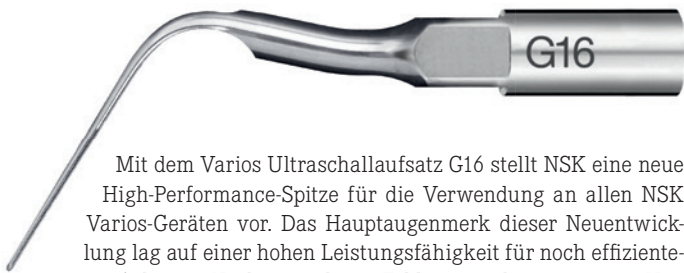 G16
Mit dem Varios Ultraschallaufsatz G16 stellt NSK eine neue
High-Performance-Spitze für die Verwendung an allen NSK
Varios-Geräten vor. Das Hauptaugenmerk dieser Neuentwick-
lung lag auf einer hohen Leistungsfähigkeit für noch effiziente-